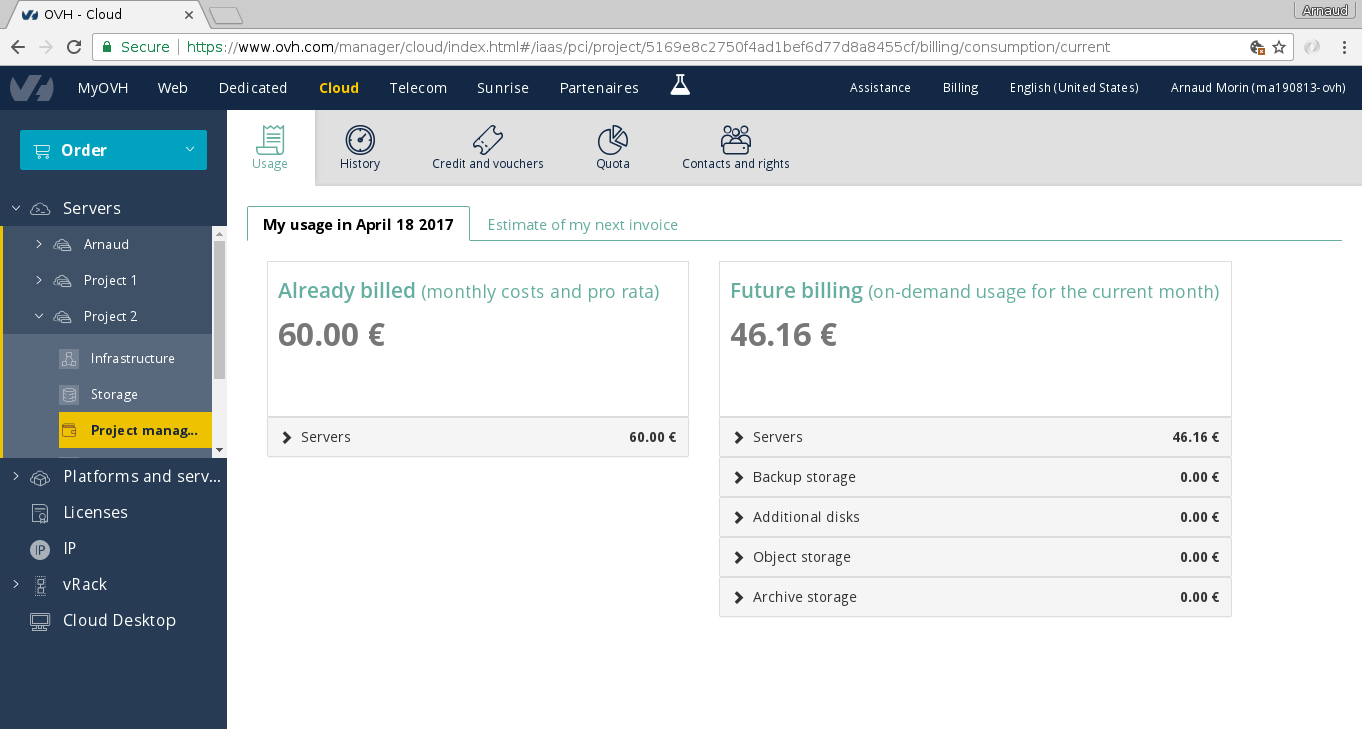 OVH - Cloud
Arnaud
Secure https://www.ovh.com/manager/cloud/index.html#/iaas/pci/project/5169e8c2750f4ad1bef6d77d8a8455cf/billing/consumption/current
MyOVH Web Dedicated Cloud Telecom Sunrise Partenaires Assistance Billing English (United States) Arnaud Morin (ma190813-ovh)
Order
Servers
Arnaud
Project 1
Project 2
Infrastructure
Storage
Project manag...
Platforms and serv...
Licenses
IP IP
vRack
Cloud Desktop
Usage History Credit and vouchers Quota Contacts and rights
My usage in April 18 2017 Estimate of my next invoice
Already billed (monthly costs and pro rata)
60.00 €
Servers 60.00 €
Future billing (on-demand usage for the current month)
46.16 €
Servers 46.16 €
Backup storage 0.00 €
Additional disks 0.00 €
Object storage 0.00 €
Archive storage 0.00 €